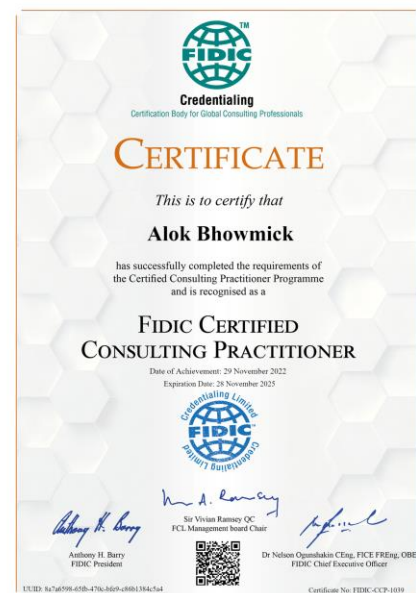 FIDIC TM
Credentialing
Certification Body for Global Consulting Professionals
CERTIFICATE
This is to certify that
Alok Bhowmick
has successfully completed the requirements of
the Certified Consulting Practitioner Programme
and is recognised as a
FIDIC CERTIFIED
CONSULTING PRACTITIONER
Date of Achievement: 29 November 2022
Expiration Date: 28 November 2025
Credentialing Limited
FIDIC
Credentialing Limited
Anthony H. Barry
Anthony H. Barry
FIDIC President
Sir Vivian Ramsey QC
FCL Management board Chair
Dr Nelson Ogunshakin CEng, FICE FREng, OBE
FIDIC Chief Executive Officer
UUID:
Certificate No: FIDIC-CCP-1039